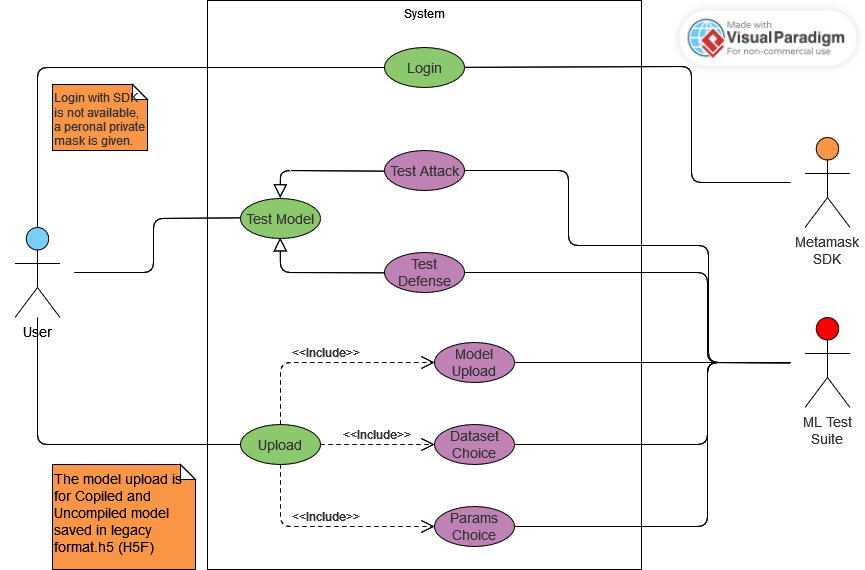 System
Made with
VisualParadigm
For non-commercial use
Login
Login with SDK
is not available,
a peronal private
mask is given.
Test Attack
Test Model
Metamask
SDK
Test
Defense
User
<<Include>>
Model
Upload
ML Test
Suite
<<Include>>
Upload
Dataset
Choice
The model upload is
for Copiled and
Uncompiled model
saved in legacy
format.h5 (H5F)
<<Include>>
Params
Choice